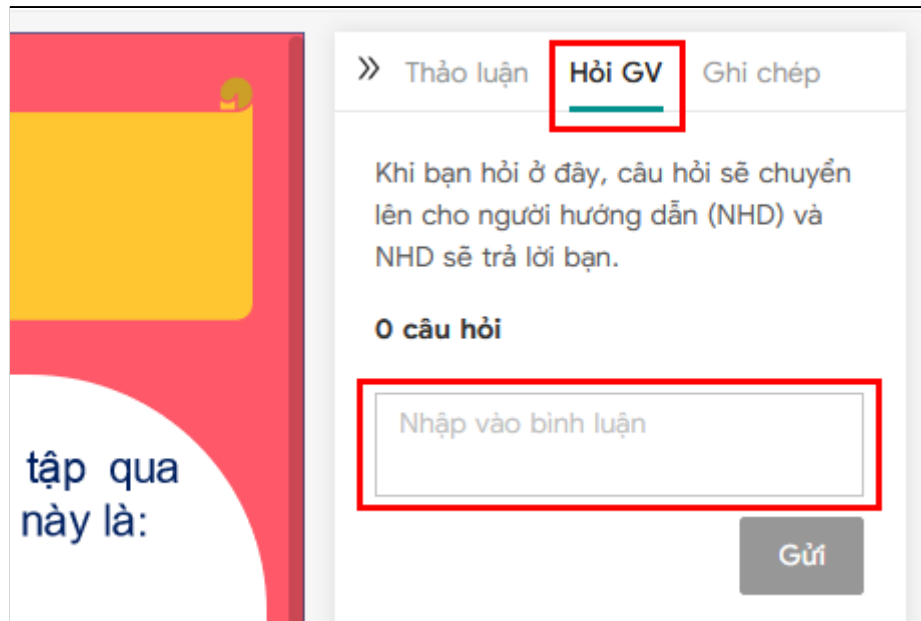 Thảo luận Hỏi GV Ghi chép
Khi bạn hỏi ở đây, câu hỏi sẽ chuyển
lên cho người hướng dẫn (NHD) và
NHD sẽ trả lời bạn.
0 câu hỏi
Nhập vào bình luận
Gửi
tập qua
này là: